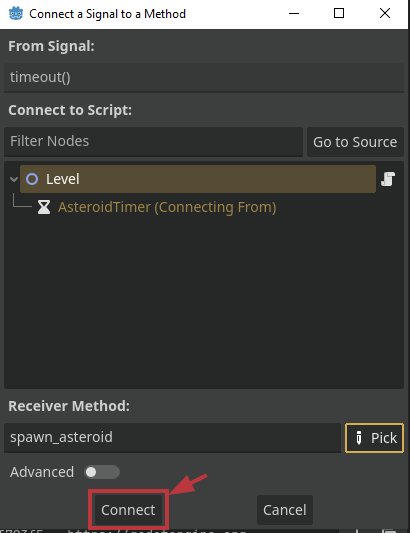 Connect a Signal to a Method
From Signal:
timeout()
Connect to Script:
Filter Nodes
Go to Source
Level
AsteroidTimer (Connecting From)
Receiver Method:
spawn_asteroid
Pick
Advanced
Connect
Cancel